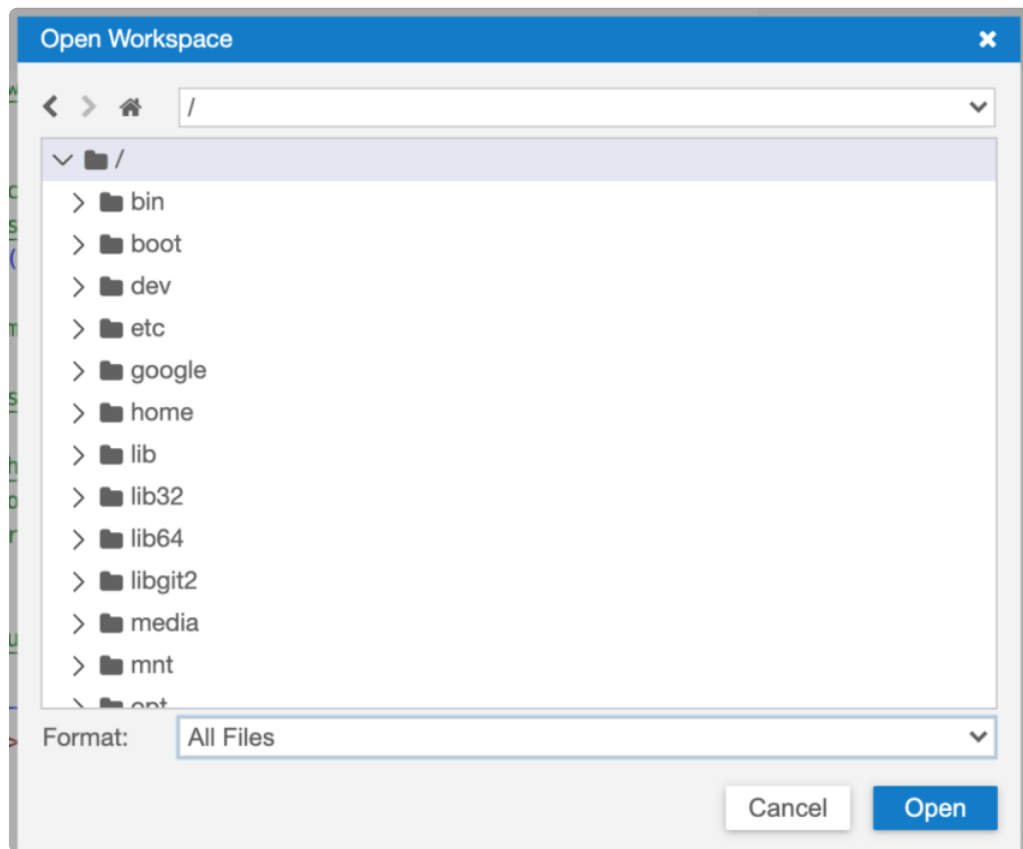 Open Workspace
/
/
bin
boot
dev
etc
google
home
lib
lib32
lib64
libgit2
media
mnt
opt
Format: All Files
Cancel Open